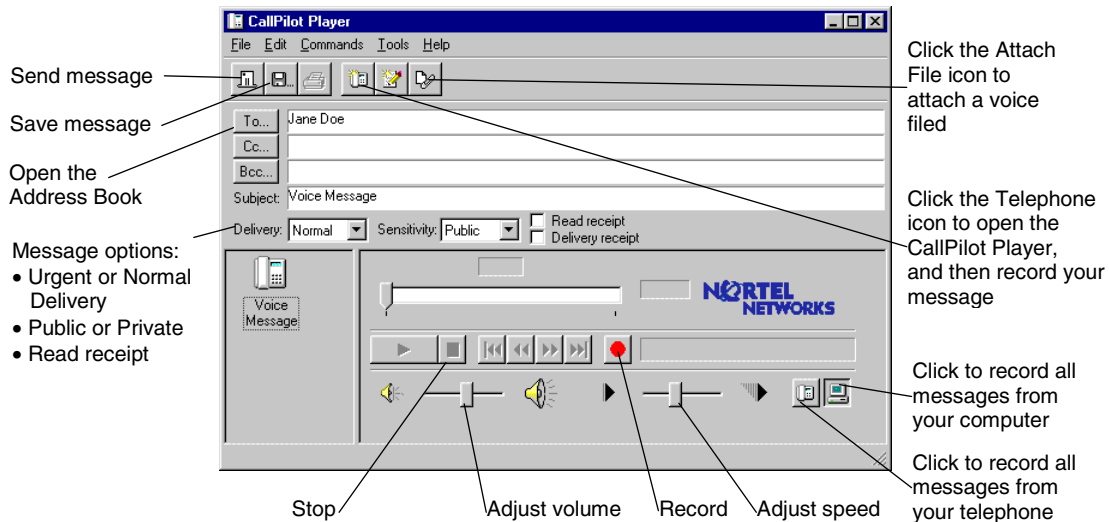 CallPilot Player
File Edit Commands Tools Help
Send message
Save message
Open the
Address Book
Message options:
• Urgent or Normal
Delivery
• Public or Private
• Read receipt
To... Jane Doe
Cc...
Bcc...
Subject: Voice Message
Delivery: Normal Sensitivity: Public
Read receipt
Delivery receipt
Voice
Message
NORTEL
NETWORKS
Click the Attach
File icon to
attach a voice
filed
Click the Telephone
icon to open the
CallPilot Player,
and then record your
message
Click to record all
messages from
your computer
Click to record all
messages from
your telephone
Stop
Adjust volume
Record
Adjust speed